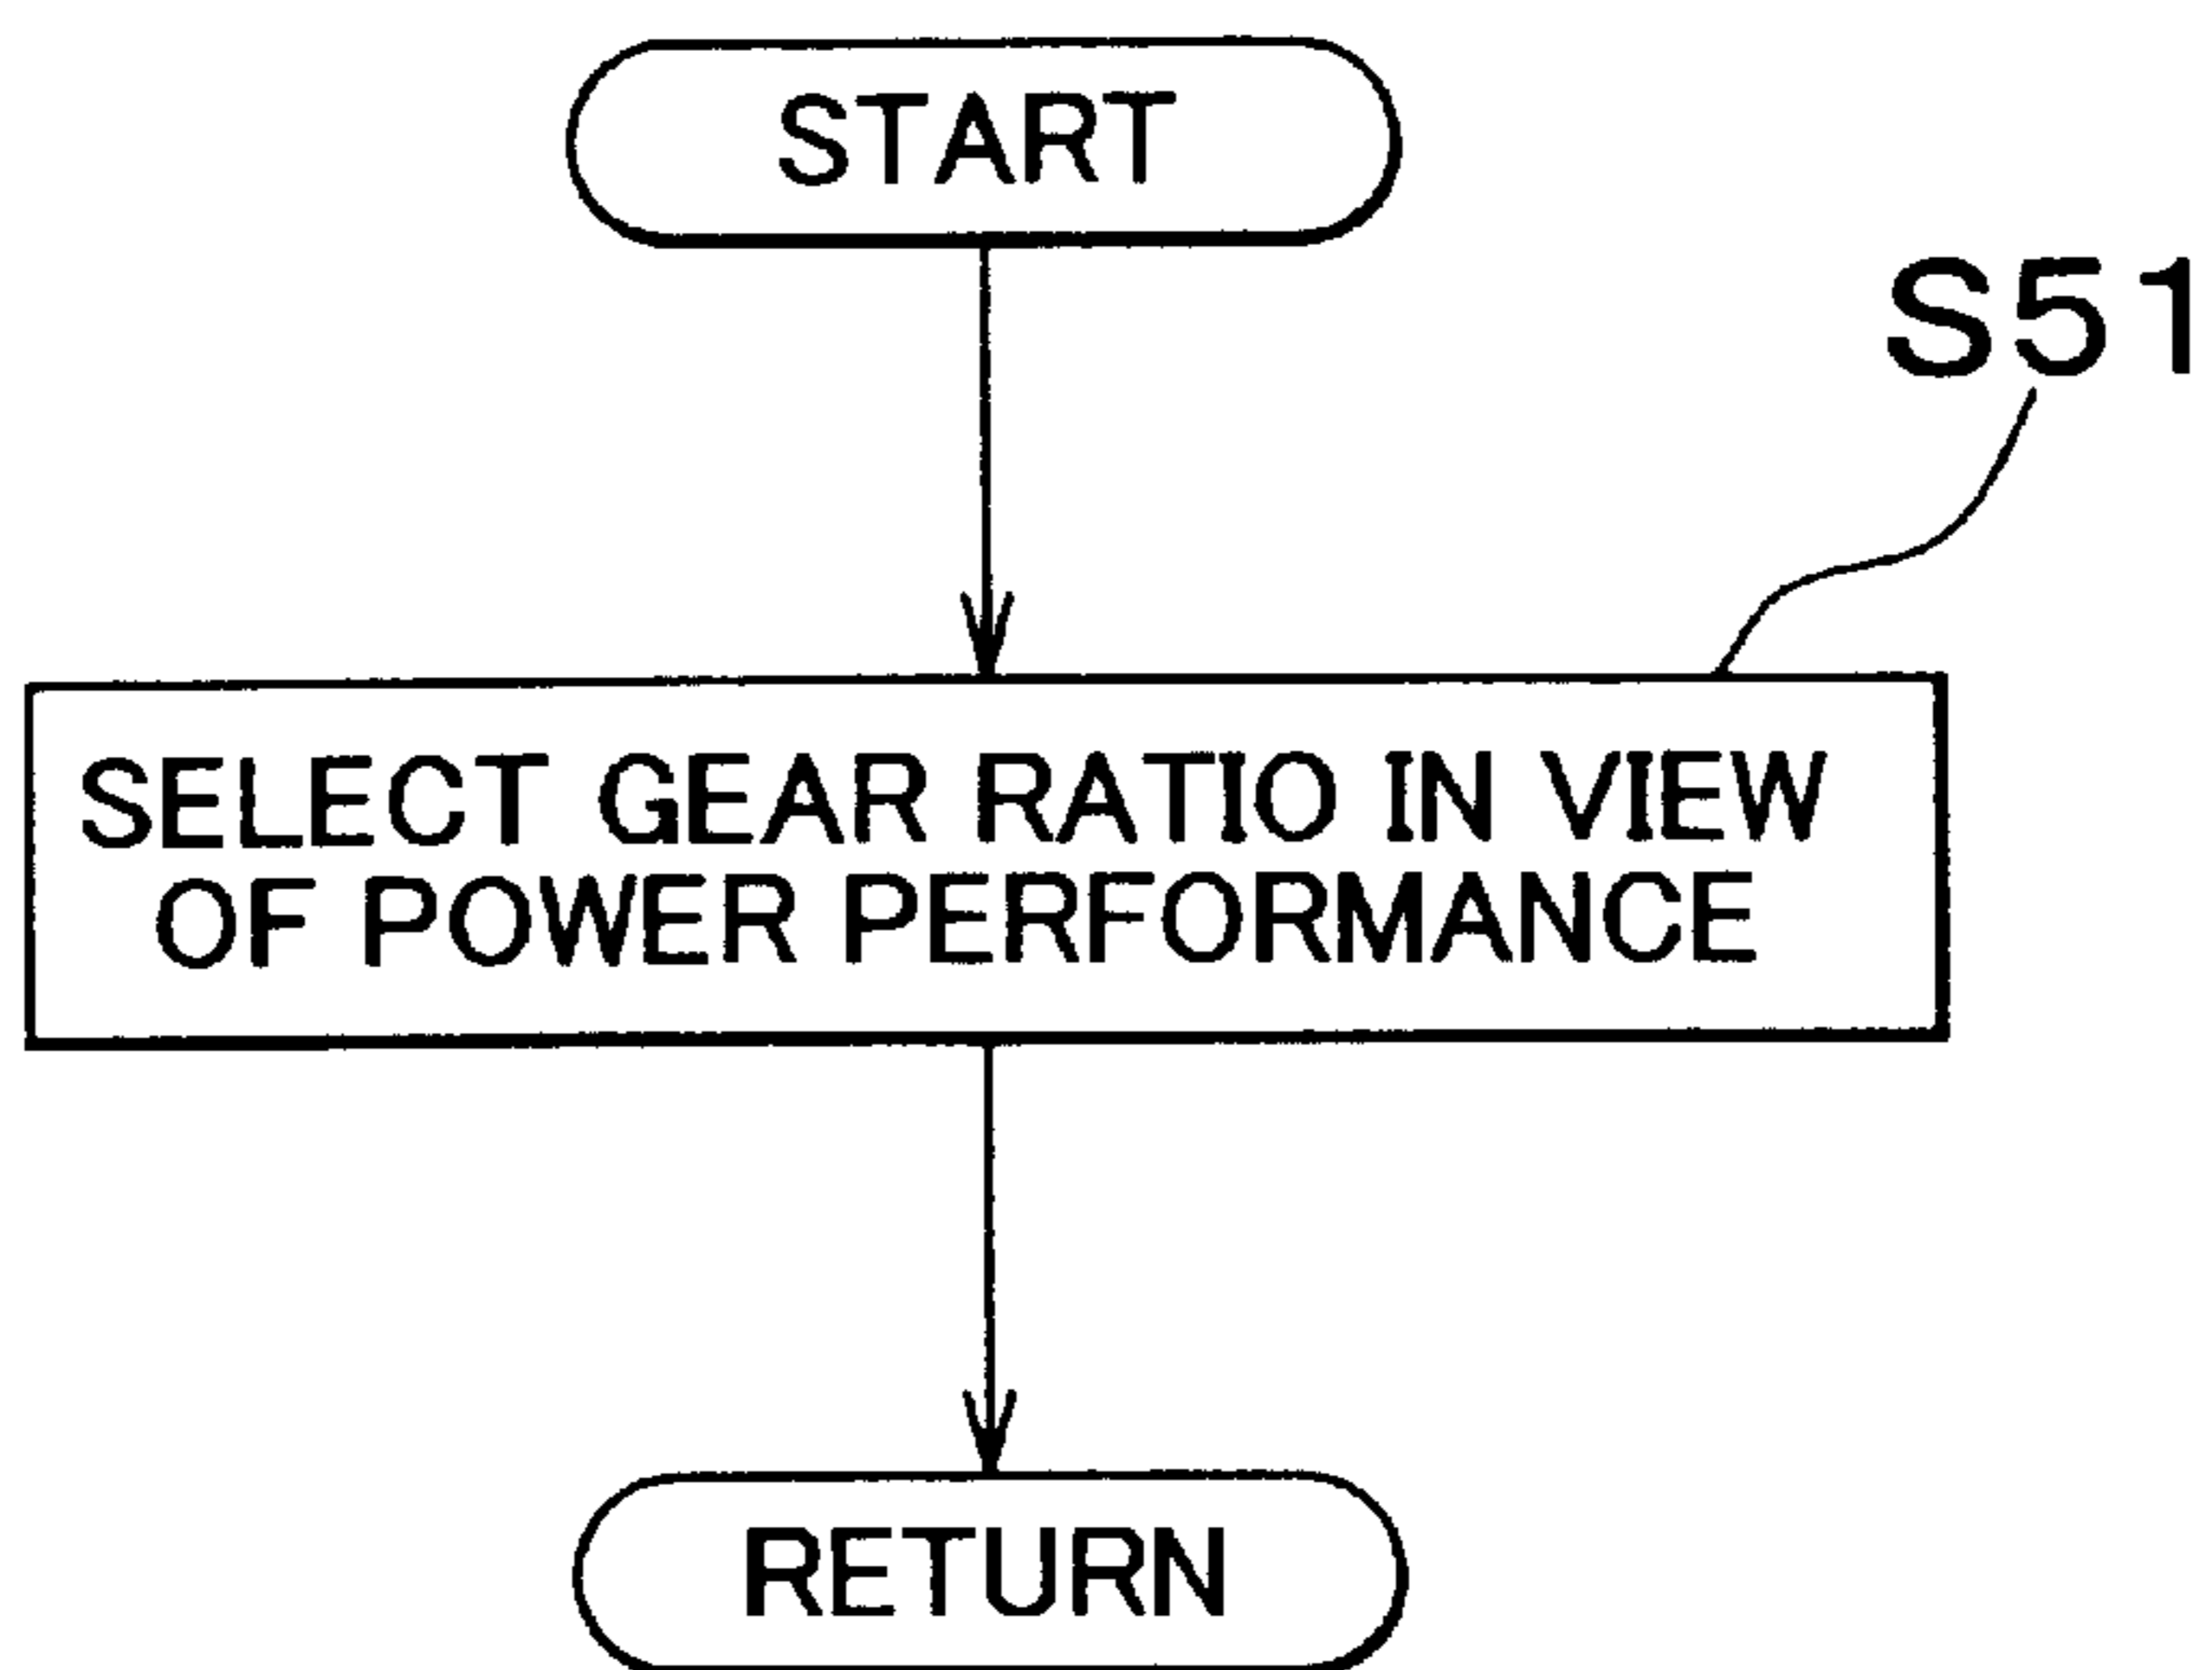 START
S51
SELECT GEAR RATIO IN VIEW
OF POWER PERFORMANCE
RETURN